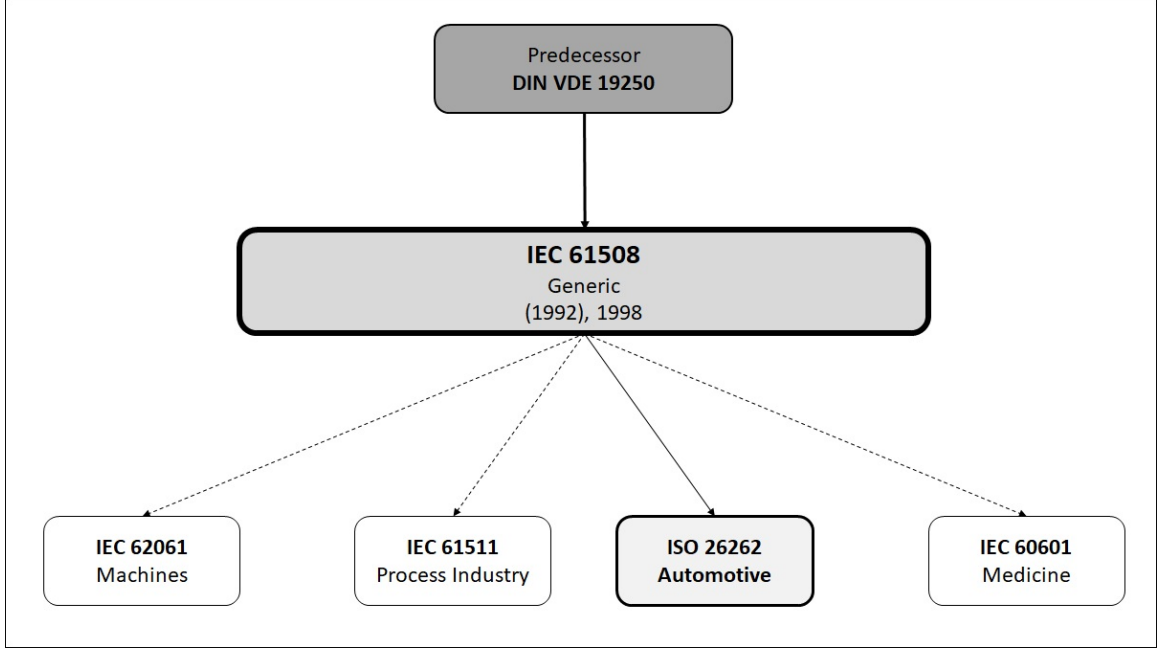 Predecessor
DIN VDE 19250
IEC 61508
Generic
(1992), 1998
IEC 62061
Machines
IEC 61511
Process Industry
ISO 26262
Automotive
IEC 60601
Medicine